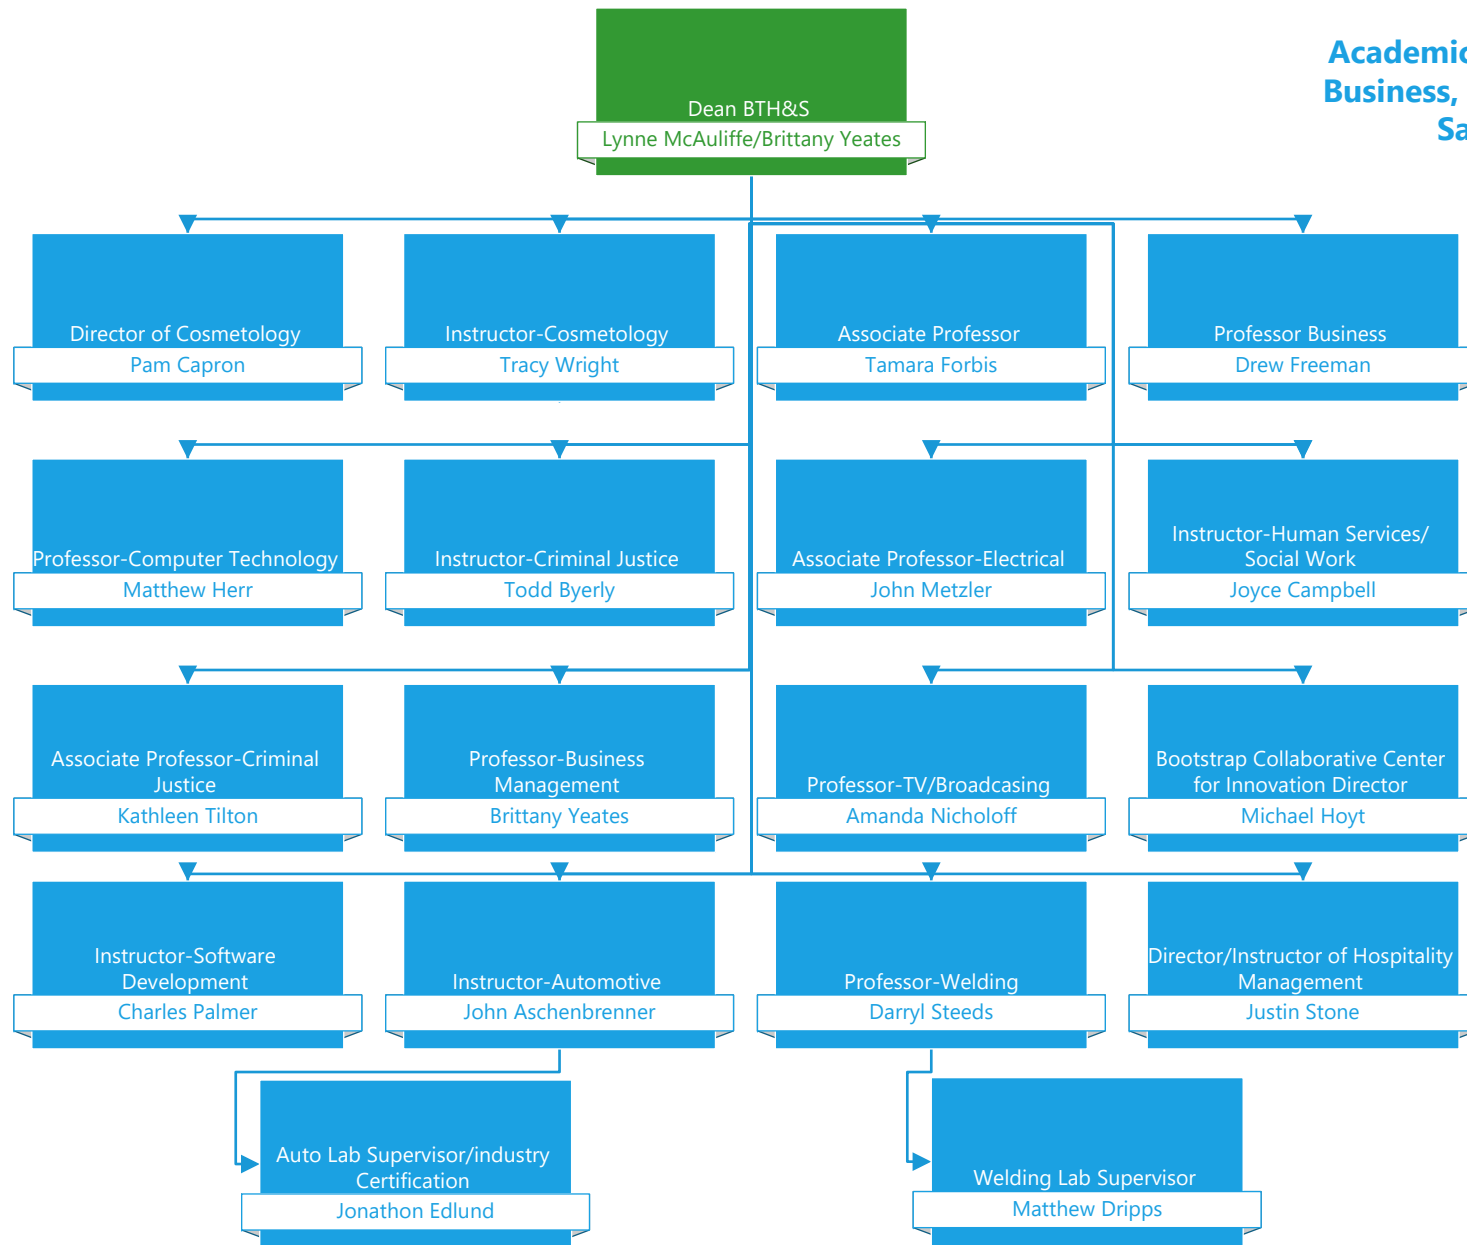 Academic
Business,
Sa
Dean BTH&S
Lynne McAuliffe/Brittany Yeates
Director of Cosmetology
Pam Capron
Instructor-Cosmetology
Tracy Wright
Associate Professor
Tamara Forbis
Professor Business
Drew Freeman
Professor-Computer Technology
Matthew Herr
Instructor-Criminal Justice
Todd Byerly
Associate Professor-Electrical
John Metzler
Instructor-Human Services/
Social Work
Joyce Campbell
Associate Professor-Criminal
Justice
Kathleen Tilton
Professor-Business
Management
Brittany Yeates
Professor-TV/Broadcasing
Amanda Nicholoff
Bootstrap Collaborative Center
for Innovation Director
Michael Hoyt
Instructor-Software
Development
Charles Palmer
Instructor-Automotive
John Aschenbrenner
Professor-Welding
Darryl Steeds
Director/Instructor of Hospitality
Management
Justin Stone
Auto Lab Supervisor/industry
Certification
Jonathon Edlund
Welding Lab Supervisor
Matthew Dripps